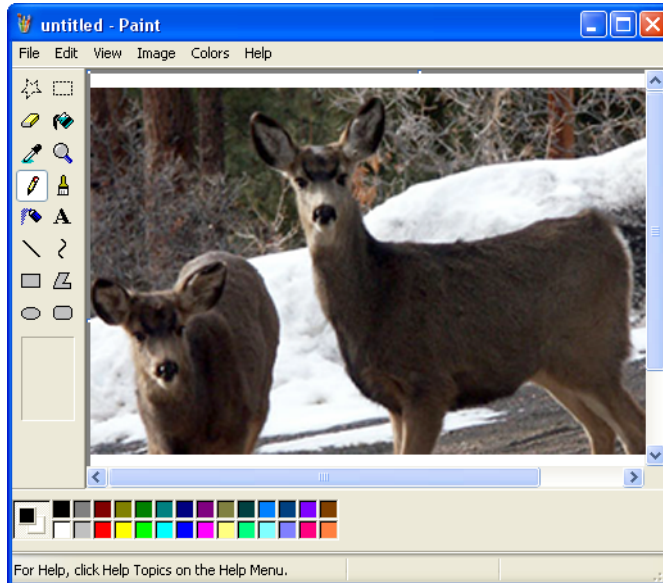 untitled - Paint
File Edit View Image Colors Help
A
For Help, click Help Topics on the Help Menu.